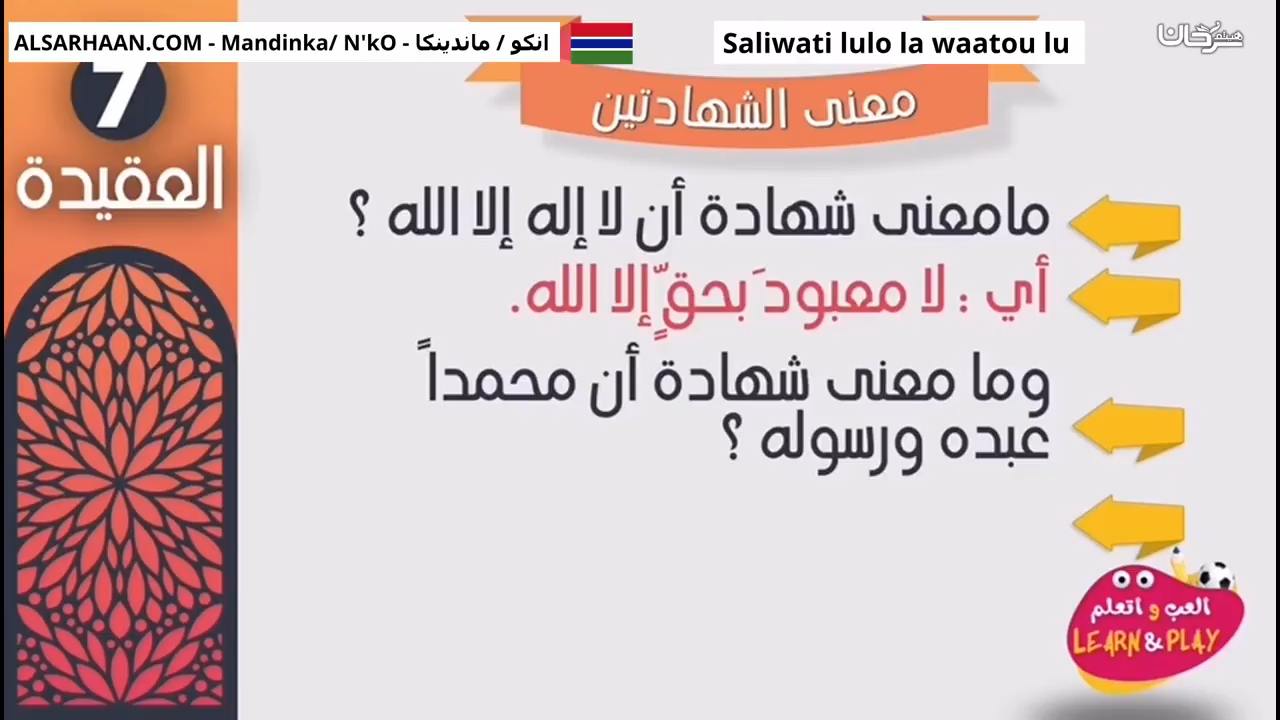 ALSARHAAN.COM - Mandinka/ N'kO - انكو / ماندينكا
Saliwati lulo la waatou lu
هيثم سرحان
7
العقيدة
معنى الشهادتين
مامعنى شهادة أن لا إله إلا الله ؟
أي : لا معبودَ بحقٍّ إلا الله.
وما معنى شهادة أن محمداً
عبده ورسوله ؟
العب و اتعلم
LEARN & PLAY